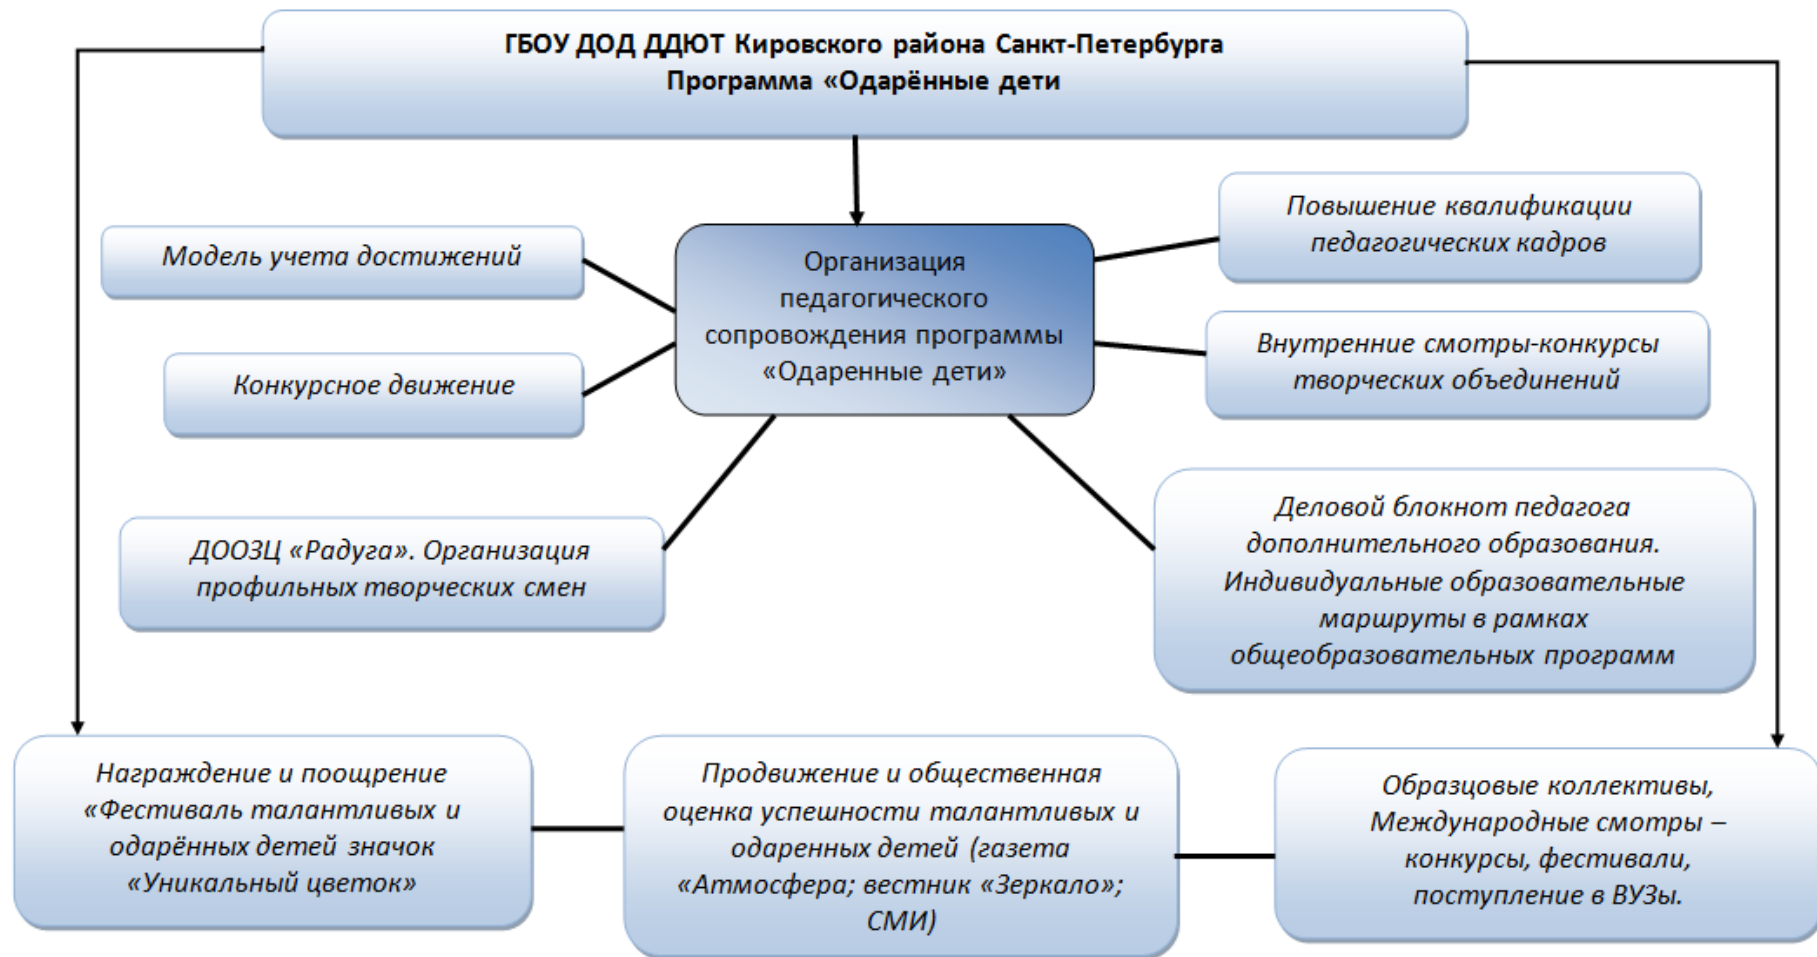 ГБОУ ДОД ДДЮТ Кировского района Санкт-Петербурга
Программа «Одарённые дети
Повышение квалификации
педагогических кадров
Модель учета достижений
Организация
педагогического
сопровождения программы
«Одаренные дети»
Внутренние смотры-конкурсы
творческих объединений
Конкурсное движение
ДООЗЦ «Радуга». Организация
профильных творческих смен
Деловой блокнот педагога
дополнительного образования.
Индивидуальные образовательные
маршруты в рамках
общеобразовательных программ
Награждение и поощрение
«Фестиваль талантливых и
одарённых детей значок
«Уникальный цветок»
Продвижение и общественная
оценка успешности талантливых и
одаренных детей (газета
«Атмосфера; вестник «Зеркало»;
СМИ)
Образцовые коллективы,
Международные смотры –
конкурсы, фестивали,
поступление в ВУЗы.